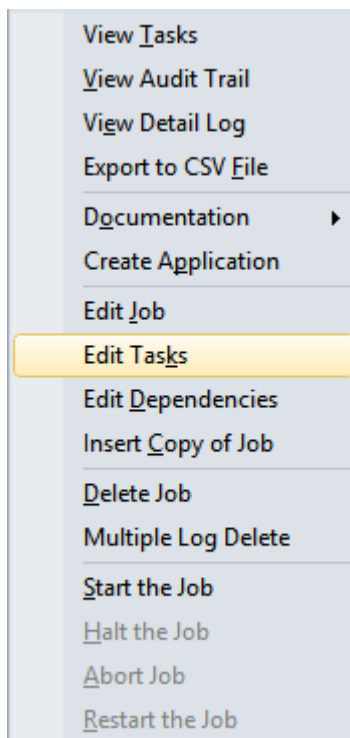 View Tasks
View Audit Trail
View Detail Log
Export to CSV File
Documentation
Create Application
Edit Job
Edit Tasks
Edit Dependencies
Insert Copy of Job
Delete Job
Multiple Log Delete
Start the Job
Halt the Job
Abort Job
Restart the Job